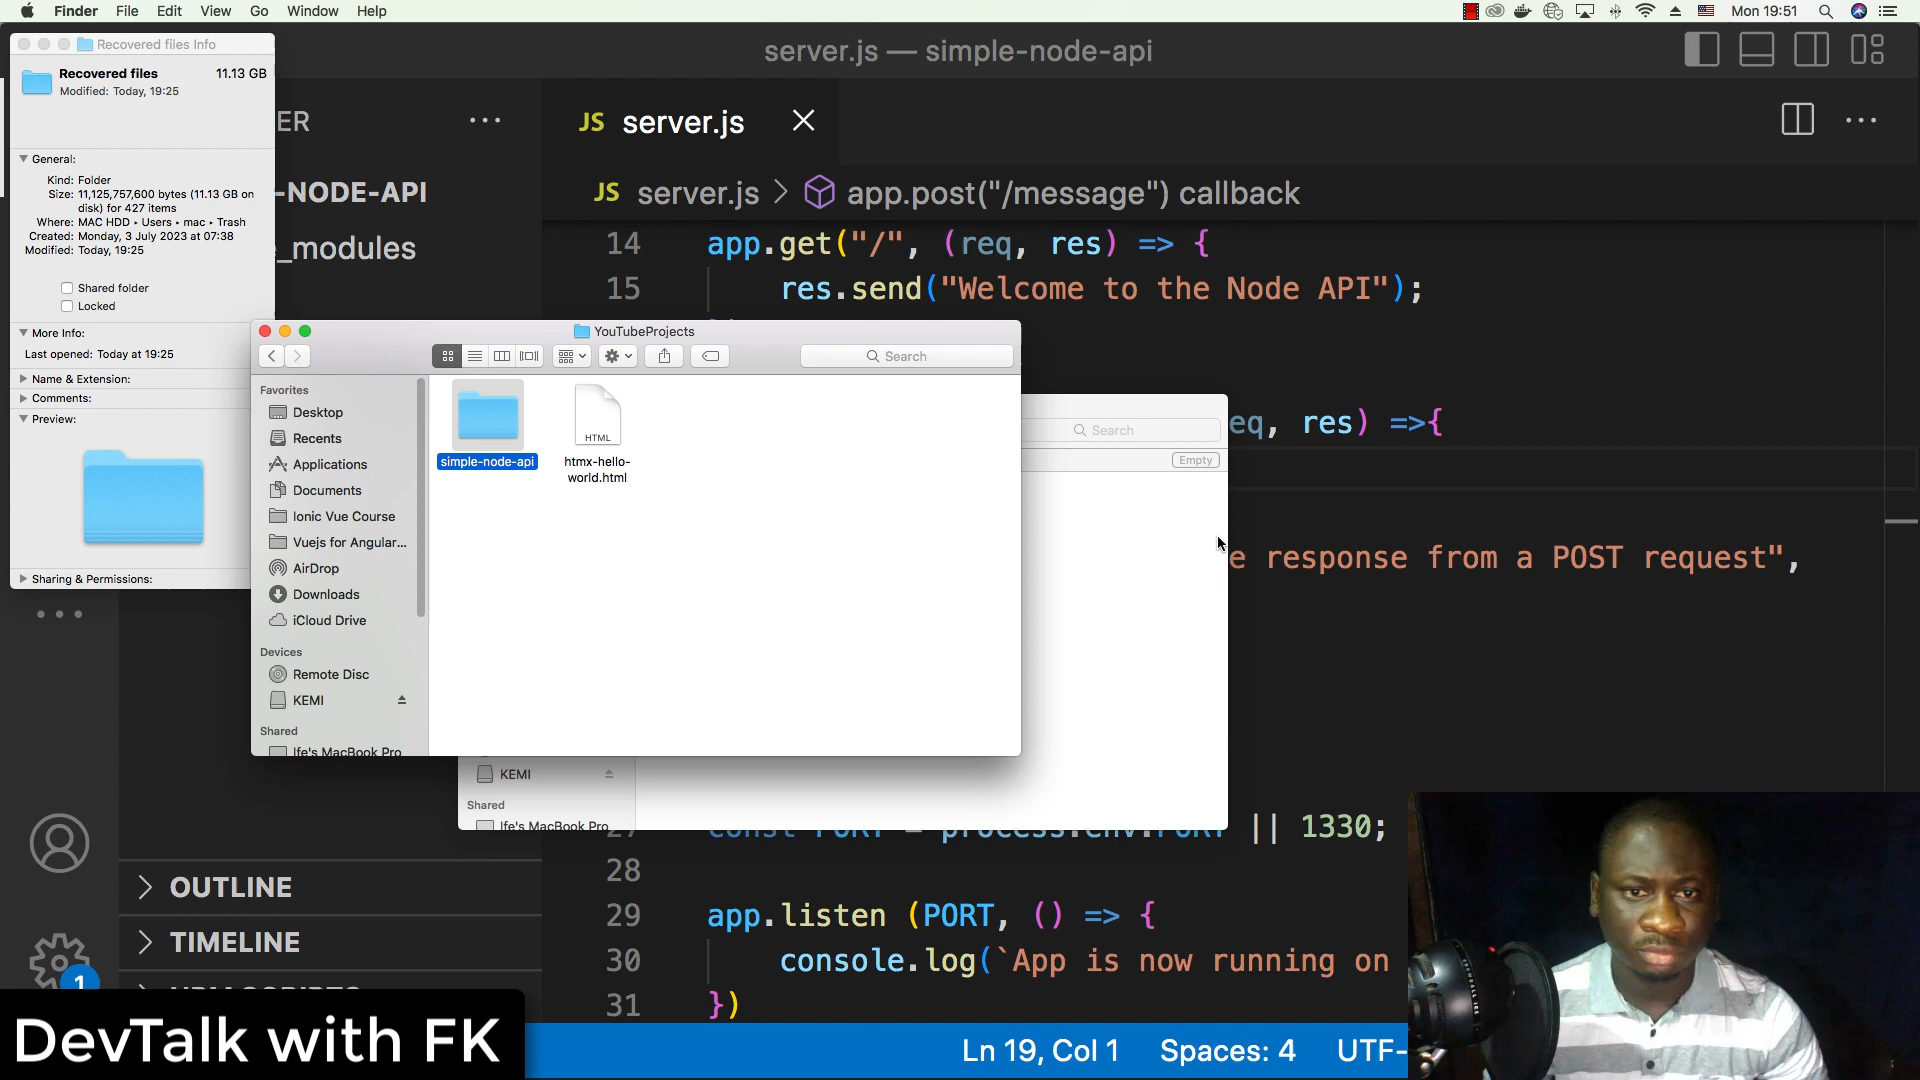 Finder File Edit View Go Window Help
Mon 19:51
Recovered files Info
Recovered files 11.13 GB
Modified: Today, 19:25
General:
Kind: Folder
Size: 11,125,757,600 bytes (11.13 GB on
disk) for 427 items
Where: MAC HDD ▸ Users ▸ mac ▸ Trash
Created: Monday, 3 July 2023 at 07:38
Modified: Today, 19:25
Shared folder
Locked
More Info:
Last opened: Today at 19:25
Name & Extension:
Comments:
Preview:
Sharing & Permissions:
server.js — simple-node-api
ER
-NODE-API
_modules
JS server.js
JS server.js > app.post("/message") callback
14 app.get("/", (req, res) => {
15 res.send("Welcome to the Node API");
eq, res) =>{
e response from a POST request",
YouTubeProjects
Search
Favorites
Desktop
Recents
Applications
Documents
Ionic Vue Course
Vuejs for Angular...
AirDrop
Downloads
iCloud Drive
Devices
Remote Disc
KEMI
Shared
Ife's MacBook Pro
simple-node-api
HTML
htmx-hello-
world.html
Search
Empty
KEMI
Shared
Ife's MacBook Pro
27 const PORT = process.env.PORT || 1330;
28
29 app.listen (PORT, () => {
30 console.log(`App is now running on
31 })
OUTLINE
TIMELINE
NPM SCRIPTS
1
DevTalk with FK
Ln 19, Col 1 Spaces: 4 UTF-